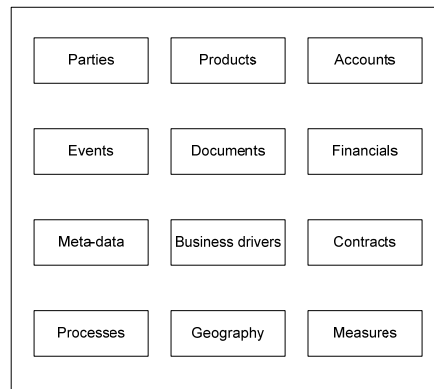 Parties
Products
Accounts
Events
Documents
Financials
Meta-data
Business drivers
Contracts
Processes
Geography
Measures